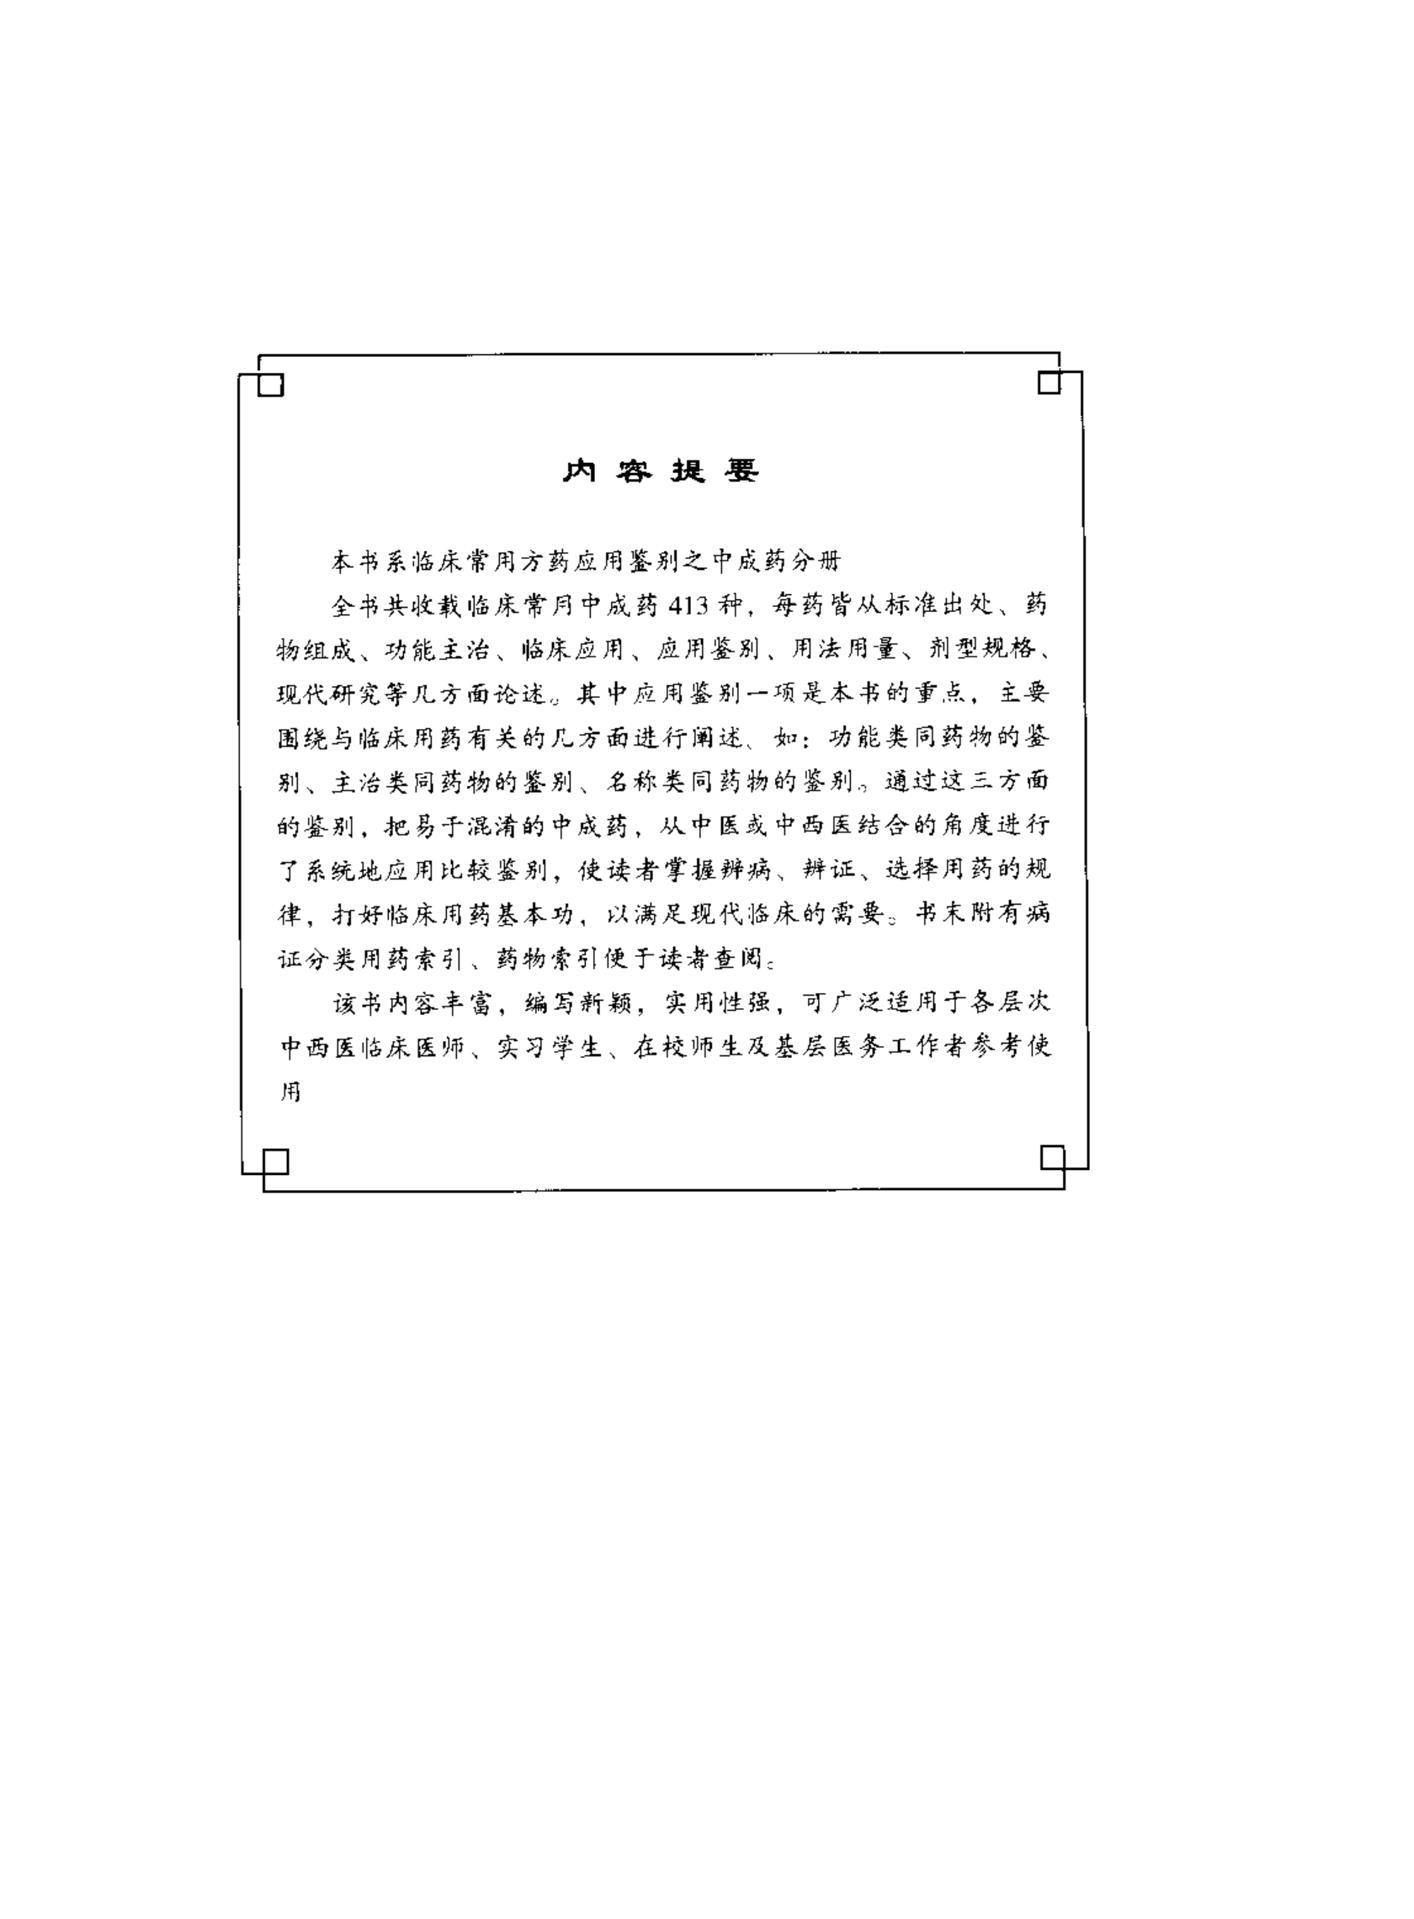 内容提要
本书系临床常用方药应用鉴别之中成药分册
全书共收载临床常用中成药 413 种，每药皆从标准出处、药
物组成、功能主治、临床应用、应用鉴别、用法用量、剂型规格、
现代研究等几方面论述。其中应用鉴别一项是本书的重点，主要
围绕与临床用药有关的几方面进行阐述、如：功能类同药物的鉴
别、主治类同药物的鉴别、名称类同药物的鉴别。通过这三方面
的鉴别，把易于混淆的中成药，从中医或中西医结合的角度进行
了系统地应用比较鉴别，使读者掌握辨病、辨证、选择用药的规
律，打好临床用药基本功，以满足现代临床的需要。书末附有病
证分类用药索引、药物索引便于读者查阅。
该书内容丰富，编写新颖，实用性强，可广泛适用于各层次
中西医临床医师、实习学生、在校师生及基层医务工作者参考使
用